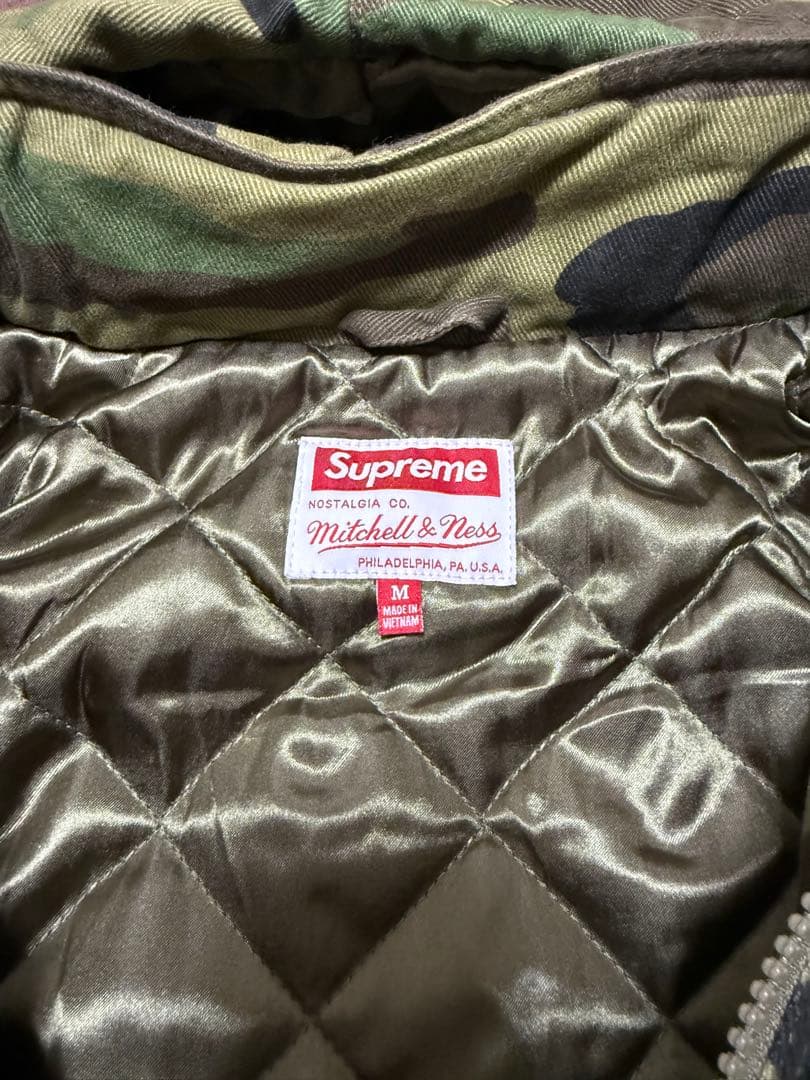 Supreme
NOSTALGIA CO.
Mitchell & Ness
PHILADELPHIA, PA. U.S.A.
M
MADE IN
VIETNAM